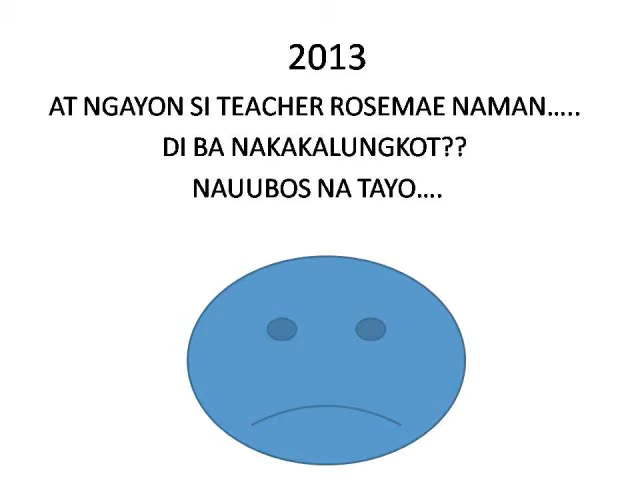 2013
AT NGAYON SI TEACHER ROSEMAE NAMAN…..
DI BA NAKAKALUNGKOT??
NAUUBOS NA TAYO….